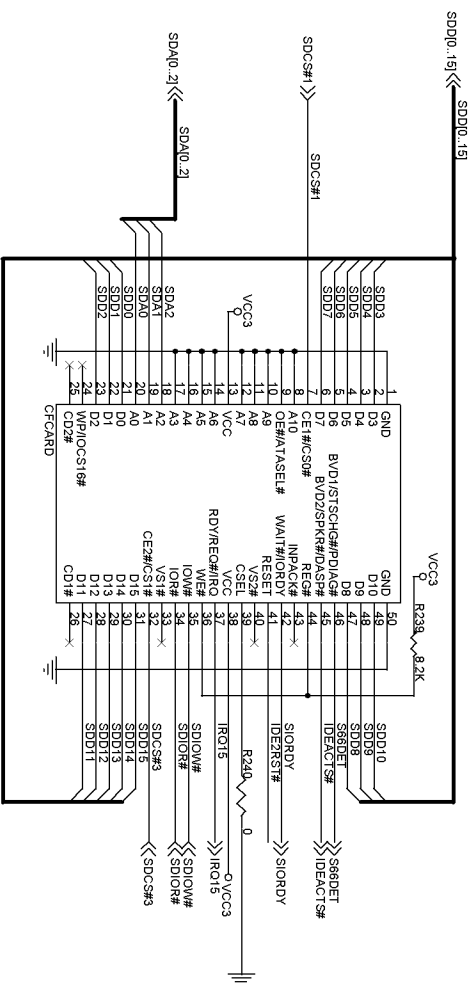 SDD[0..15] SDD[0..15]
VCC3
R239 8.2K
1 GND GND 50
SDD3 2 D3 D10 49 SDD10
SDD4 3 D4 D9 48 SDD9
SDD5 4 D5 D8 47 SDD8
SDD6 5 D6 BVD1/STSCHG#/PDIAG# 46 S66DET S66DET
SDD7 6 D7 BVD2/SPKR#/DASP# 45 IDEACTS# IDEACTS#
SDCS#1 SDCS#1 7 CE1#/CS0# REG# 44
8 A10 INPACK# 43
9 OE#/ATASEL# WAIT#/IORDY 42 SIORDY SIORDY
10 A9 RESET 41 IDE2RST#
11 A8 VS2# 40
12 A7 CSEL 39 R240 0
VCC3 13 VCC VCC 38 VCC3
14 A6 RDY/REQ#/IRQ 37 IRQ15 IRQ15
15 A5 WE# 36
16 A4 IOW# 35 SDIOW# SDIOW#
17 A3 IOR# 34 SDIOR# SDIOR#
SDA2 18 A2 VS1# 33
SDA[0..2] SDA[0..2] SDA1 19 A1 CE2#/CS1# 32 SDCS#3 SDCS#3
SDA0 20 A0 D15 31 SDD15
SDD0 21 D0 D14 30 SDD14
SDD1 22 D1 D13 29 SDD13
SDD2 23 D2 D12 28 SDD12
24 WP/IOCS16# D11 27 SDD11
25 CD2# CD1# 26
CFCARD